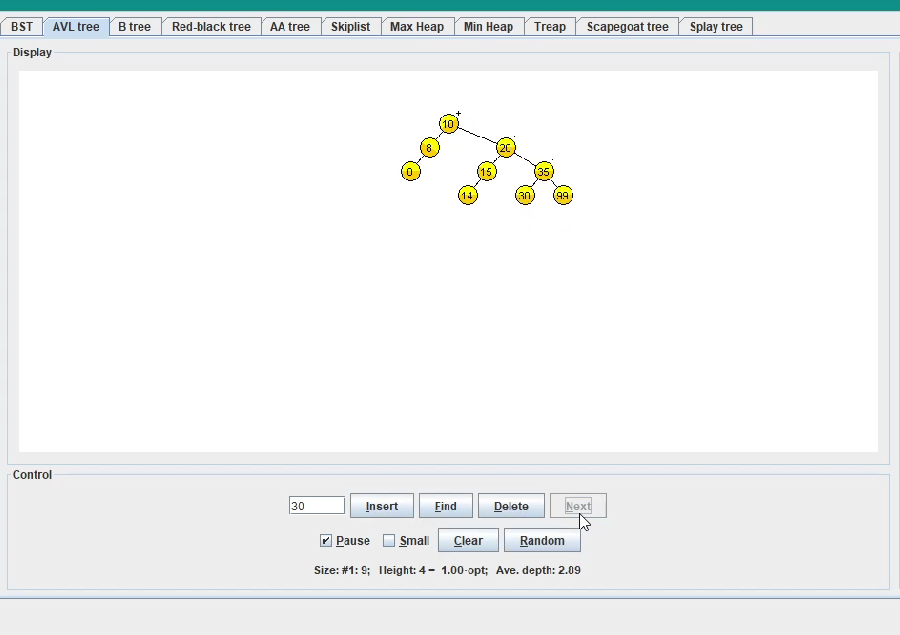 BST AVL tree B tree Red-black tree AA tree Skiplist Max Heap Min Heap Treap Scapegoat tree Splay tree
Display
+
10
8 20
0 15 35
14 30 99
Control
30 Insert Find Delete Next
Pause Small Clear Random
Size: #1: 9; Height: 4 = 1.00-opt; Ave. depth: 2.89